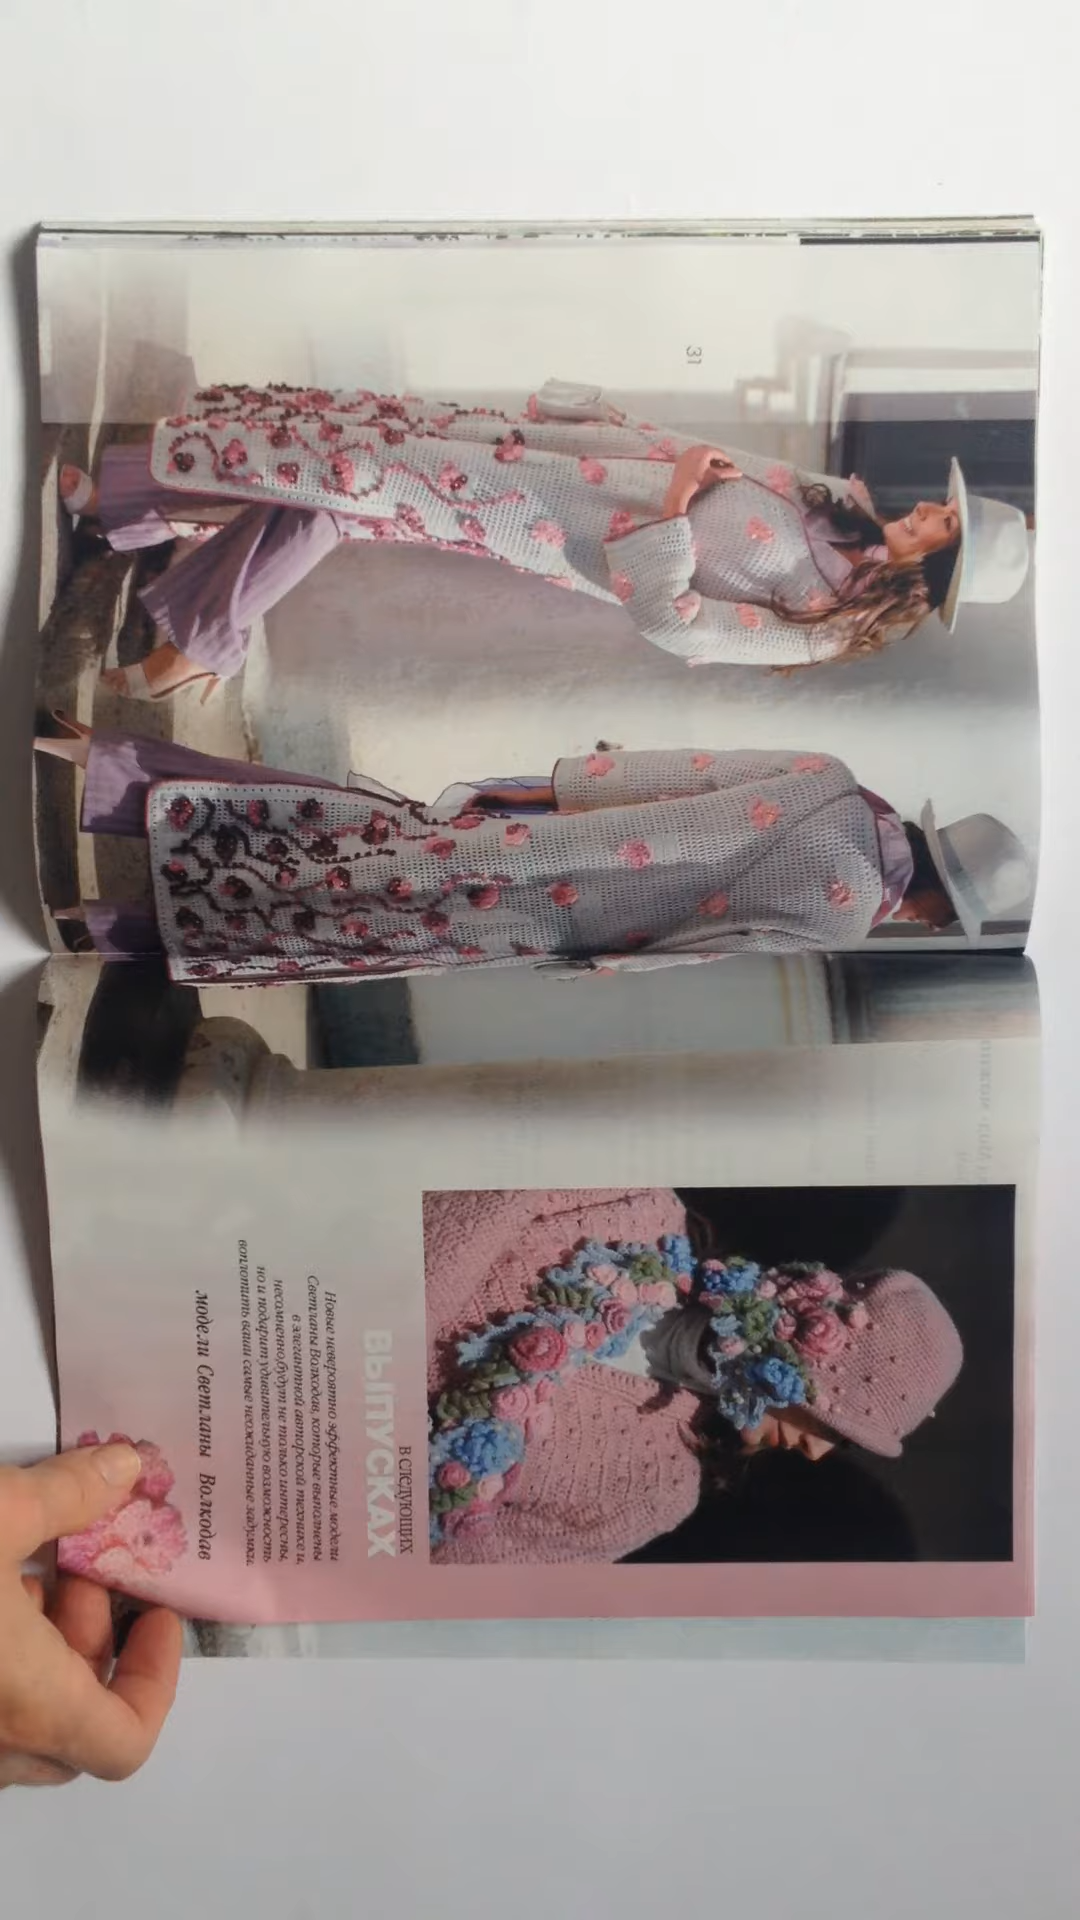 31
В СЛЕДУЮЩИХ
ВЫПУСКАХ
Новые невероятно эффектные модели
Светланы Волкодав, которые выполнены
в элегантной авторской технике и,
несомненно, будут не только интересны,
но и подарят удивительную возможность
воплотить ваши самые неожиданные задумки.
модели Светланы Волкодав